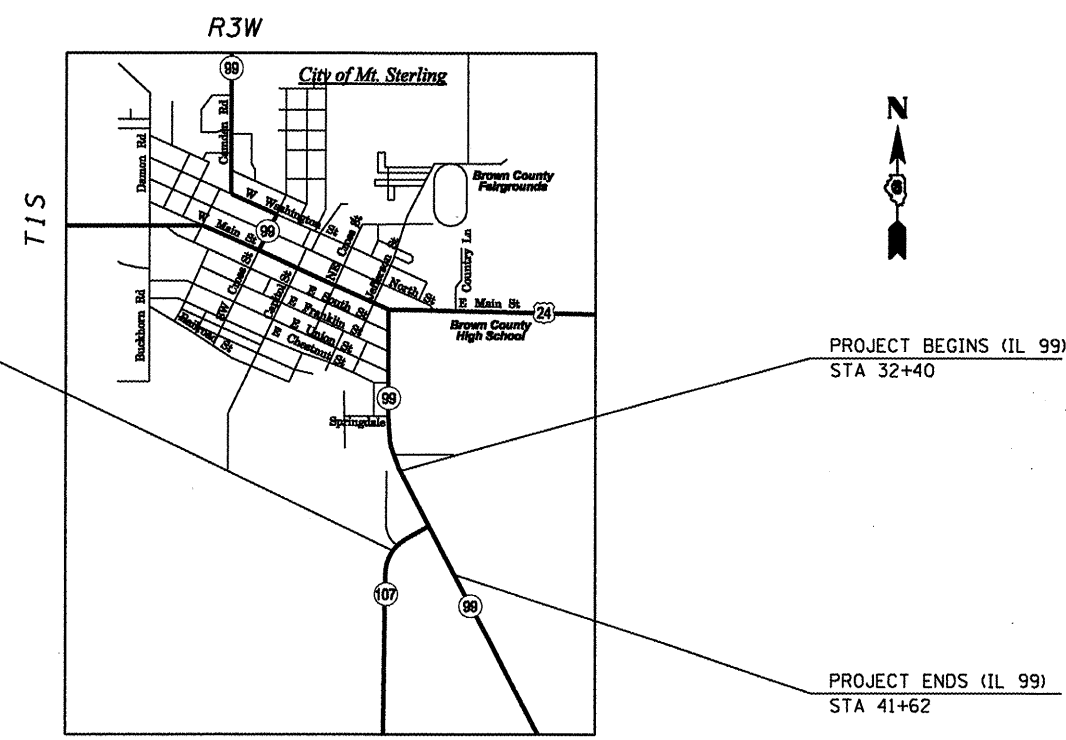 R3W
T1S
99
City of Mt. Sterling
N
6
Camden Rd
Damon Rd
Brown County
Fairgrounds
W Washington St
NE Cross St
Jefferson St
Country Ln
W Main St
99
North St
E Main St
24
Brown County
High School
SW Cross St
Capitol St
E South St
E Franklin St
E Union St
E Chestnut St
Railroad St
Buckhorn Rd
99
Springdale
PROJECT BEGINS (IL 99)
STA 32+40
107
99
PROJECT ENDS (IL 99)
STA 41+62